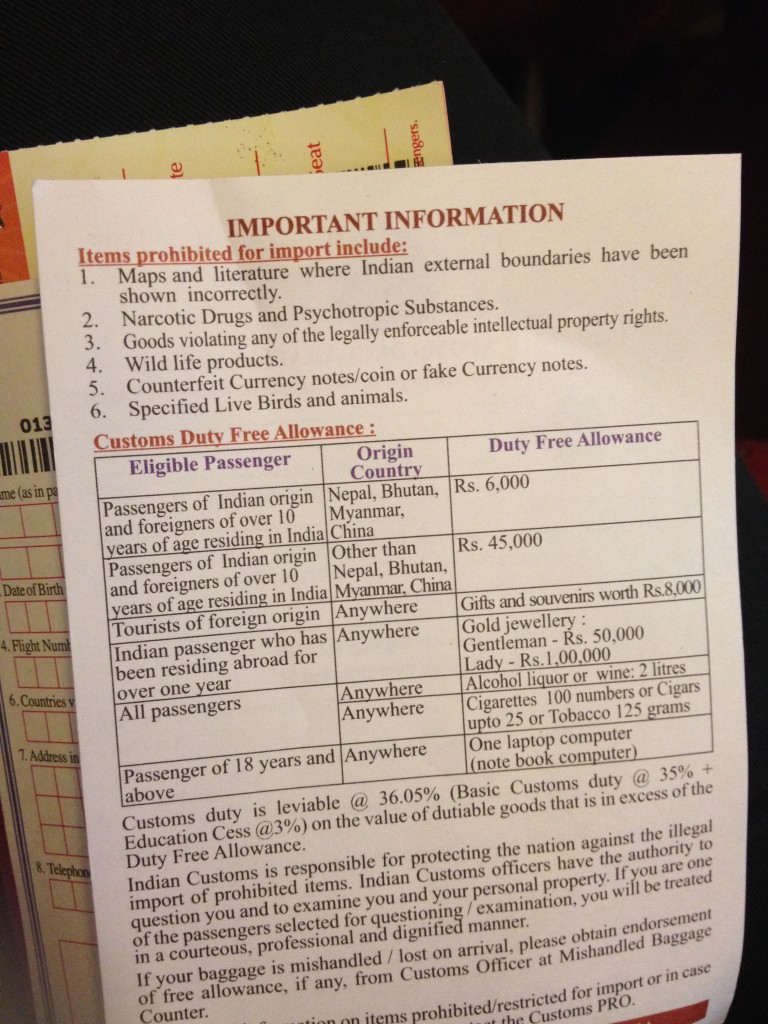 te
eat
engers.
IMPORTANT INFORMATION
Items prohibited for import include:
1. Maps and literature where Indian external boundaries have been
shown incorrectly.
2. Narcotic Drugs and Psychotropic Substances.
3. Goods violating any of the legally enforceable intellectual property rights.
4. Wild life products.
5. Counterfeit Currency notes/coin or fake Currency notes.
6. Specified Live Birds and animals.
Customs Duty Free Allowance :
Eligible Passenger
Origin
Country
Duty Free Allowance
Passengers of Indian origin
and foreigners of over 10
years of age residing in India
Nepal, Bhutan,
Myanmar,
China
Rs. 6,000
Passengers of Indian origin
and foreigners of over 10
years of age residing in India
Other than
Nepal, Bhutan,
Myanmar, China
Rs. 45,000
Tourists of foreign origin
Anywhere
Gifts and souvenirs worth Rs.8,000
Indian passenger who has
been residing abroad for
over one year
Anywhere
Gold jewellery :
Gentleman - Rs. 50,000
Lady - Rs.1,00,000
All passengers
Anywhere
Alcohol liquor or wine: 2 litres
Anywhere
Cigarettes 100 numbers or Cigars
upto 25 or Tobacco 125 grams
Passenger of 18 years and
above
Anywhere
One laptop computer
(note book computer)
Customs duty is leviable @ 36.05% (Basic Customs duty @ 35% +
Education Cess @3%) on the value of dutiable goods that is in excess of the
Duty Free Allowance.
Indian Customs is responsible for protecting the nation against the illegal
import of prohibited items. Indian Customs officers have the authority to
question you and to examine you and your personal property. If you are one
of the passengers selected for questioning / examination, you will be treated
in a courteous, professional and dignified manner.
If your baggage is mishandled / lost on arrival, please obtain endorsement
of free allowance, if any, from Customs Officer at Mishandled Baggage
Counter.
on items prohibited/restricted for import or in case
the Customs PRO.
013
me (as in pa
Date of Birth
4. Flight Numb
6. Countries v
7. Address in
8. Telephon